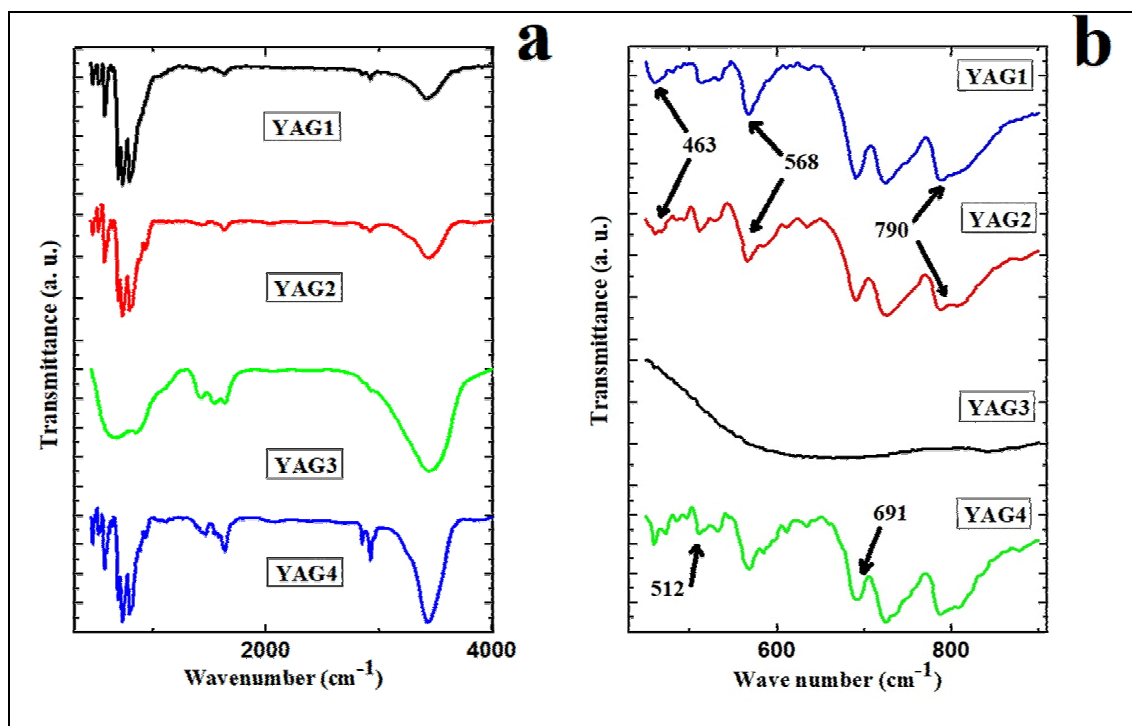 a
YAG1
YAG2
YAG3
YAG4
Transmittance (a. u.)
2000
4000
Wavenumber (cm-1)
b
YAG1
463
568
790
YAG2
YAG3
YAG4
691
512
Transmittance (a. u.)
600
800
Wave number (cm-1)